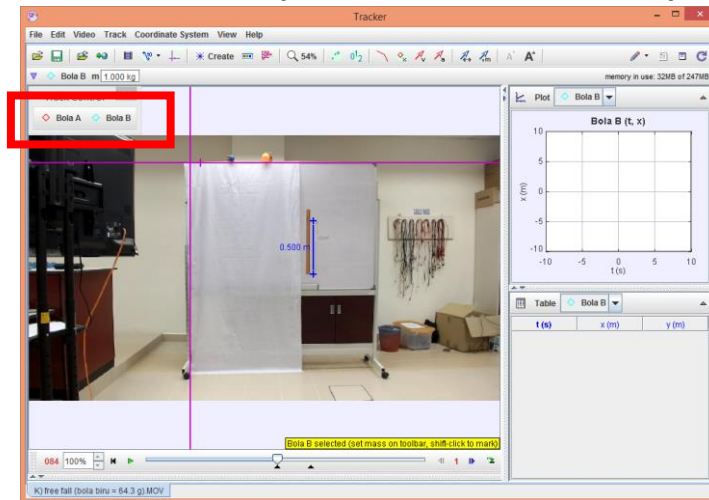 Tracker
File Edit Video Track Coordinate System View Help
Create 54%
Bola B m 1.000 kg
memory in use: 32MB of 247MB
Bola A Bola B
0.500 m
Plot Bola B
Bola B (t, x)
x (m)
10
5
0
-5
-10
-10 -5 0 5 10
t (s)
Table Bola B
t (s) x (m) y (m)
Bola B selected (set mass on toolbar, shift-click to mark)
084 100% 1
K) free fall (bola biru = 64.3 g).MOV